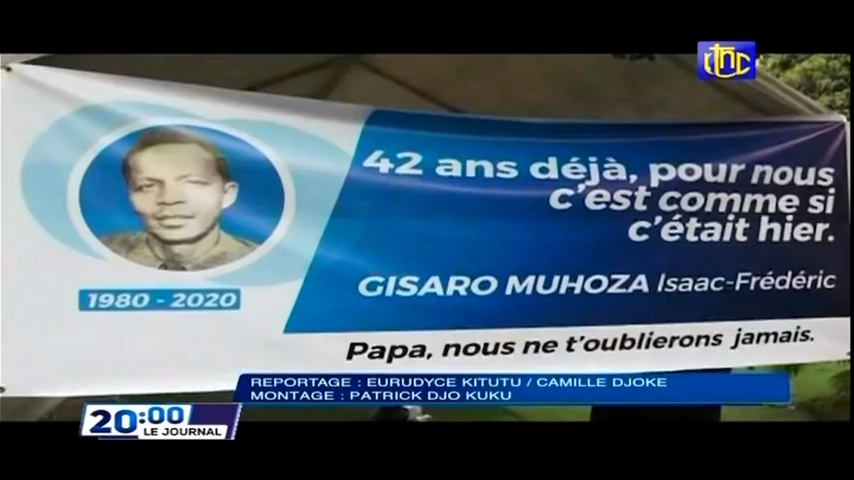 rtnc
42 ans déjà, pour nous
c'est comme si
c'était hier.
GISARO MUHOZA Isaac-Frédéric
1980 - 2020
Papa, nous ne t'oublierons jamais.
REPORTAGE : EURUDYCE KITUTU / CAMILLE DJOKE
MONTAGE : PATRICK DJO KUKU
20:00
LE JOURNAL